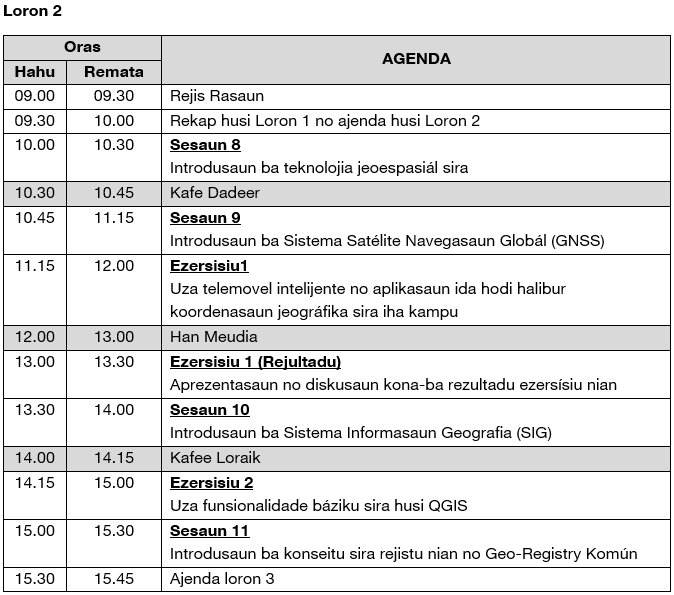 Loron 2
Oras
AGENDA
Hahu Remata
09.00 09.30 Rejis Rasaun
09.30 10.00 Rekap husi Loron 1 no ajenda husi Loron 2
10.00 10.30 Sesaun 8
Introdusaun ba teknolojia jeoespasiál sira
10.30 10.45 Kafe Dadeer
10.45 11.15 Sesaun 9
Introdusaun ba Sistema Satélite Navegasaun Globál (GNSS)
11.15 12.00 Ezersisiu1
Uza telemovel intelijente no aplikasaun ida hodi halibur
koordenasaun jeográfika sira iha kampu
12.00 13.00 Han Meudia
13.00 13.30 Ezersisiu 1 (Rejultadu)
Aprezentasaun no diskusaun kona-ba rezultadu ezersísiu nian
13.30 14.00 Sesaun 10
Introdusaun ba Sistema Informasaun Geografia (SIG)
14.00 14.15 Kafee Loraik
14.15 15.00 Ezersisiu 2
Uza funsionalidade báziku sira husi QGIS
15.00 15.30 Sesaun 11
Introdusaun ba konseitu sira rejistu nian no Geo-Registry Komún
15.30 15.45 Ajenda loron 3